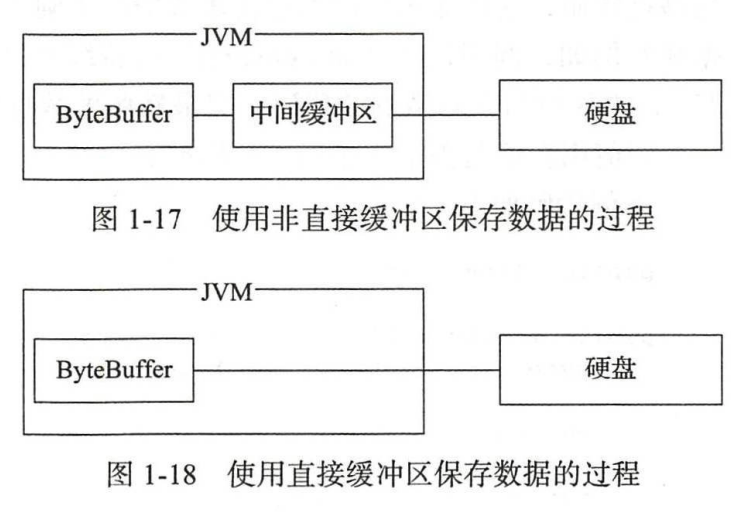 JVM
ByteBuffer
中间缓冲区
硬盘
图 1-17 使用非直接缓冲区保存数据的过程
JVM
ByteBuffer
硬盘
图 1-18 使用直接缓冲区保存数据的过程